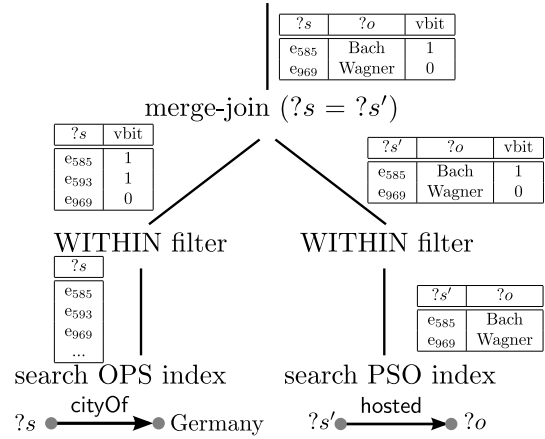 ?s ?o vbit
e585 Bach 1
e969 Wagner 0
merge-join (?s = ?s′)
?s vbit
e585 1
e593 1
e969 0
?s′ ?o vbit
e585 Bach 1
e969 Wagner 0
WITHIN filter
WITHIN filter
?s
e585
e593
e969
...
?s′ ?o
e585 Bach
e969 Wagner
search OPS index
search PSO index
?s cityOf Germany
?s′ hosted ?o